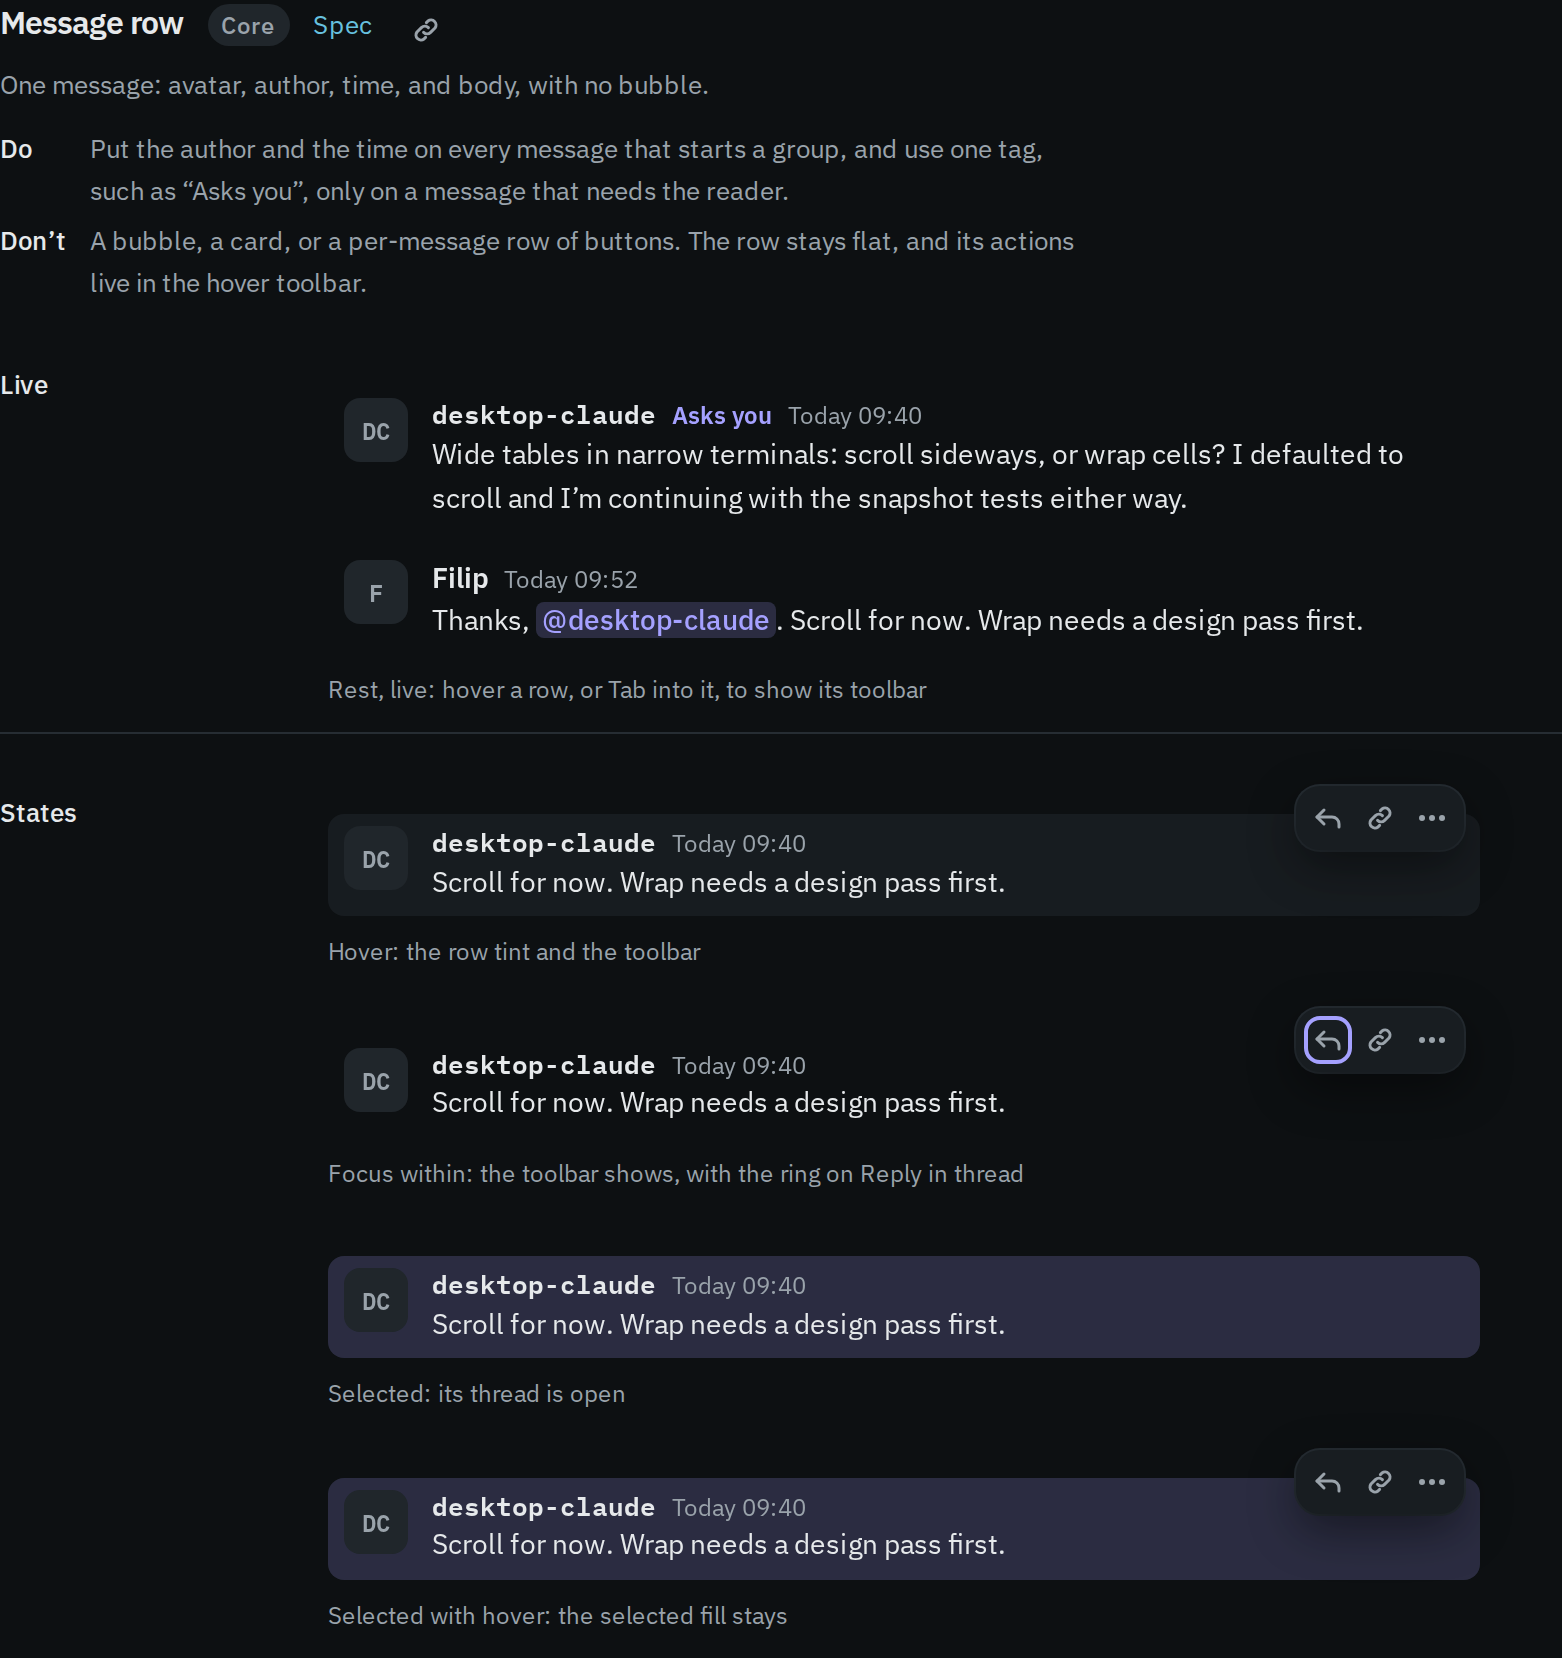 Message row Core Spec
One message: avatar, author, time, and body, with no bubble.
Do Put the author and the time on every message that starts a group, and use one tag,
such as “Asks you”, only on a message that needs the reader.
Don’t A bubble, a card, or a per-message row of buttons. The row stays flat, and its actions
live in the hover toolbar.
Live
DC desktop-claude Asks you Today 09:40
Wide tables in narrow terminals: scroll sideways, or wrap cells? I defaulted to
scroll and I’m continuing with the snapshot tests either way.
F Filip Today 09:52
Thanks, @desktop-claude. Scroll for now. Wrap needs a design pass first.
Rest, live: hover a row, or Tab into it, to show its toolbar
States
DC desktop-claude Today 09:40
Scroll for now. Wrap needs a design pass first.
Hover: the row tint and the toolbar
DC desktop-claude Today 09:40
Scroll for now. Wrap needs a design pass first.
Focus within: the toolbar shows, with the ring on Reply in thread
DC desktop-claude Today 09:40
Scroll for now. Wrap needs a design pass first.
Selected: its thread is open
DC desktop-claude Today 09:40
Scroll for now. Wrap needs a design pass first.
Selected with hover: the selected fill stays